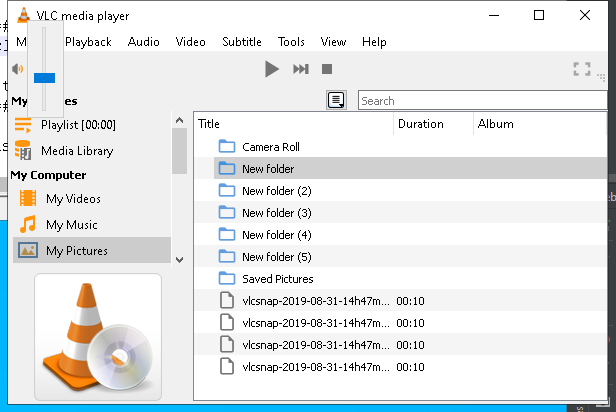 VLC media player
Playback Audio Video Subtitle Tools View Help
Search
Playlist [00:00]
Media Library
My Computer
My Videos
My Music
My Pictures
Title Duration Album
Camera Roll
New folder
New folder (2)
New folder (3)
New folder (4)
New folder (5)
Saved Pictures
vlcsnap-2019-08-31-14h47m... 00:10
vlcsnap-2019-08-31-14h47m... 00:10
vlcsnap-2019-08-31-14h47m... 00:10
vlcsnap-2019-08-31-14h47m... 00:10